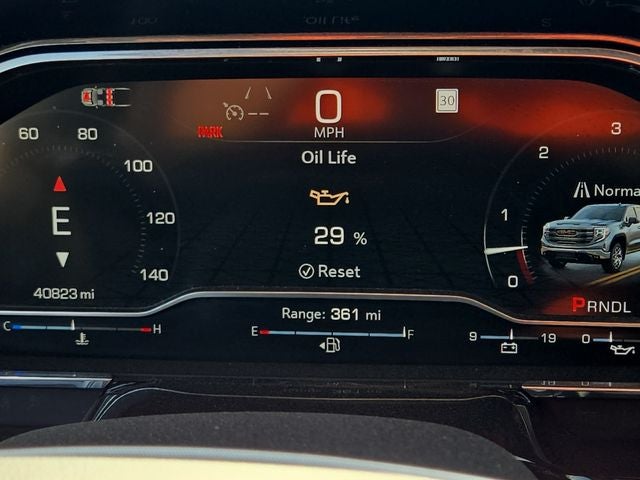 0
MPH
30
PARK
Oil Life
29 %
Reset
60
80
100
120
140
E
40823 mi
3
2
1
0
Norma
PRNDL
C
H
Range: 361 mi
E
F
9
19
0